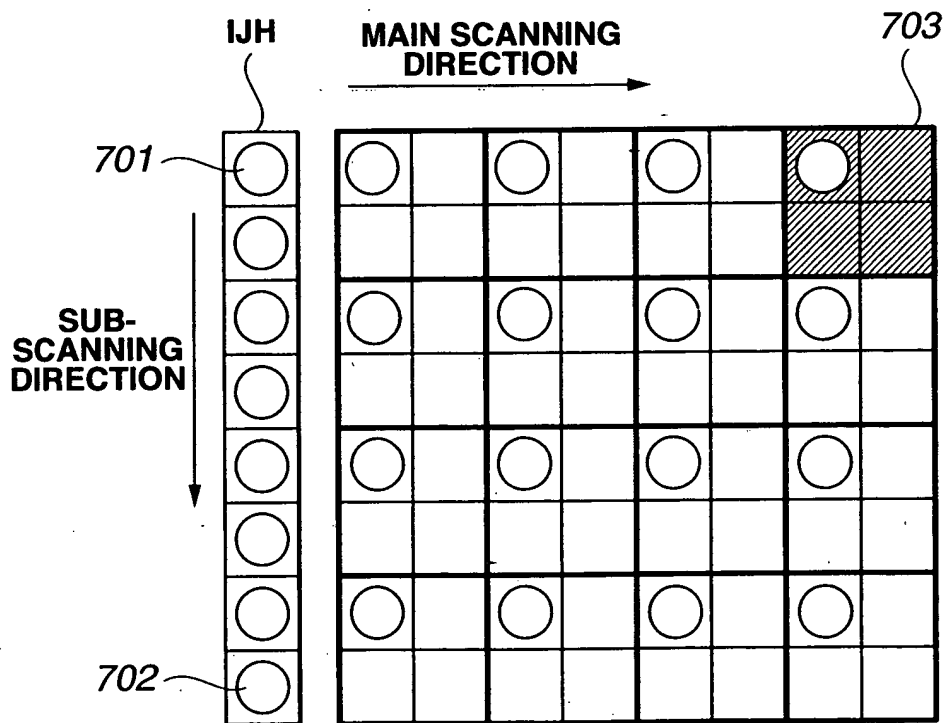 IJH
MAIN SCANNING
DIRECTION
703
701
SUB-
SCANNING
DIRECTION
702